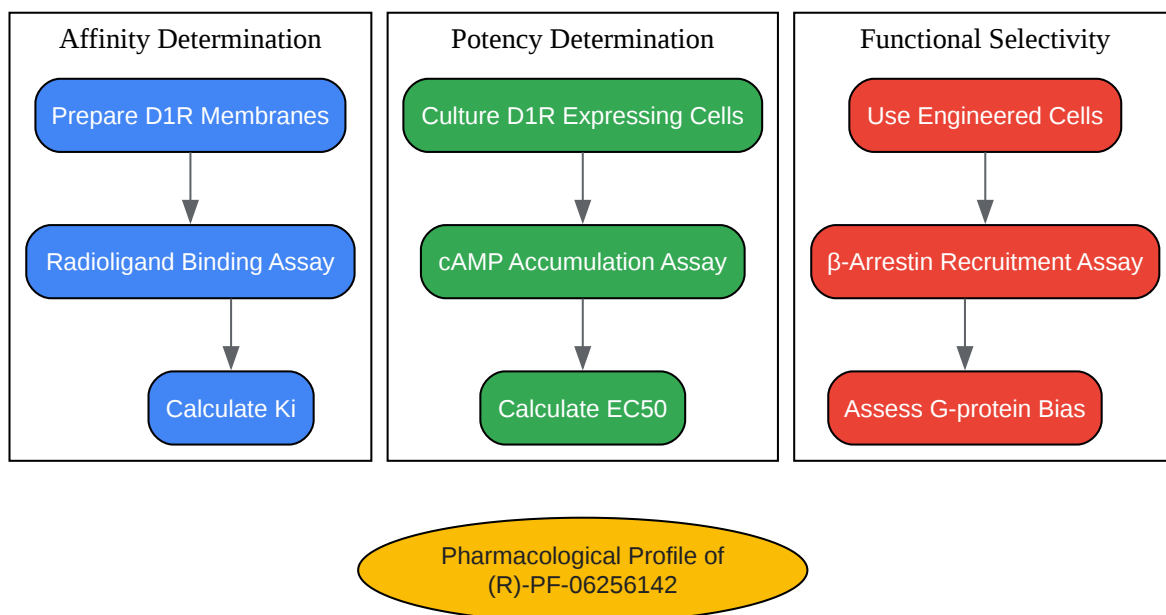 Affinity Determination
Prepare D1R Membranes
Radioligand Binding Assay
Calculate Ki
Potency Determination
Culture D1R Expressing Cells
cAMP Accumulation Assay
Calculate EC50
Functional Selectivity
Use Engineered Cells
β-Arrestin Recruitment Assay
Assess G-protein Bias
Pharmacological Profile of
(R)-PF-06256142